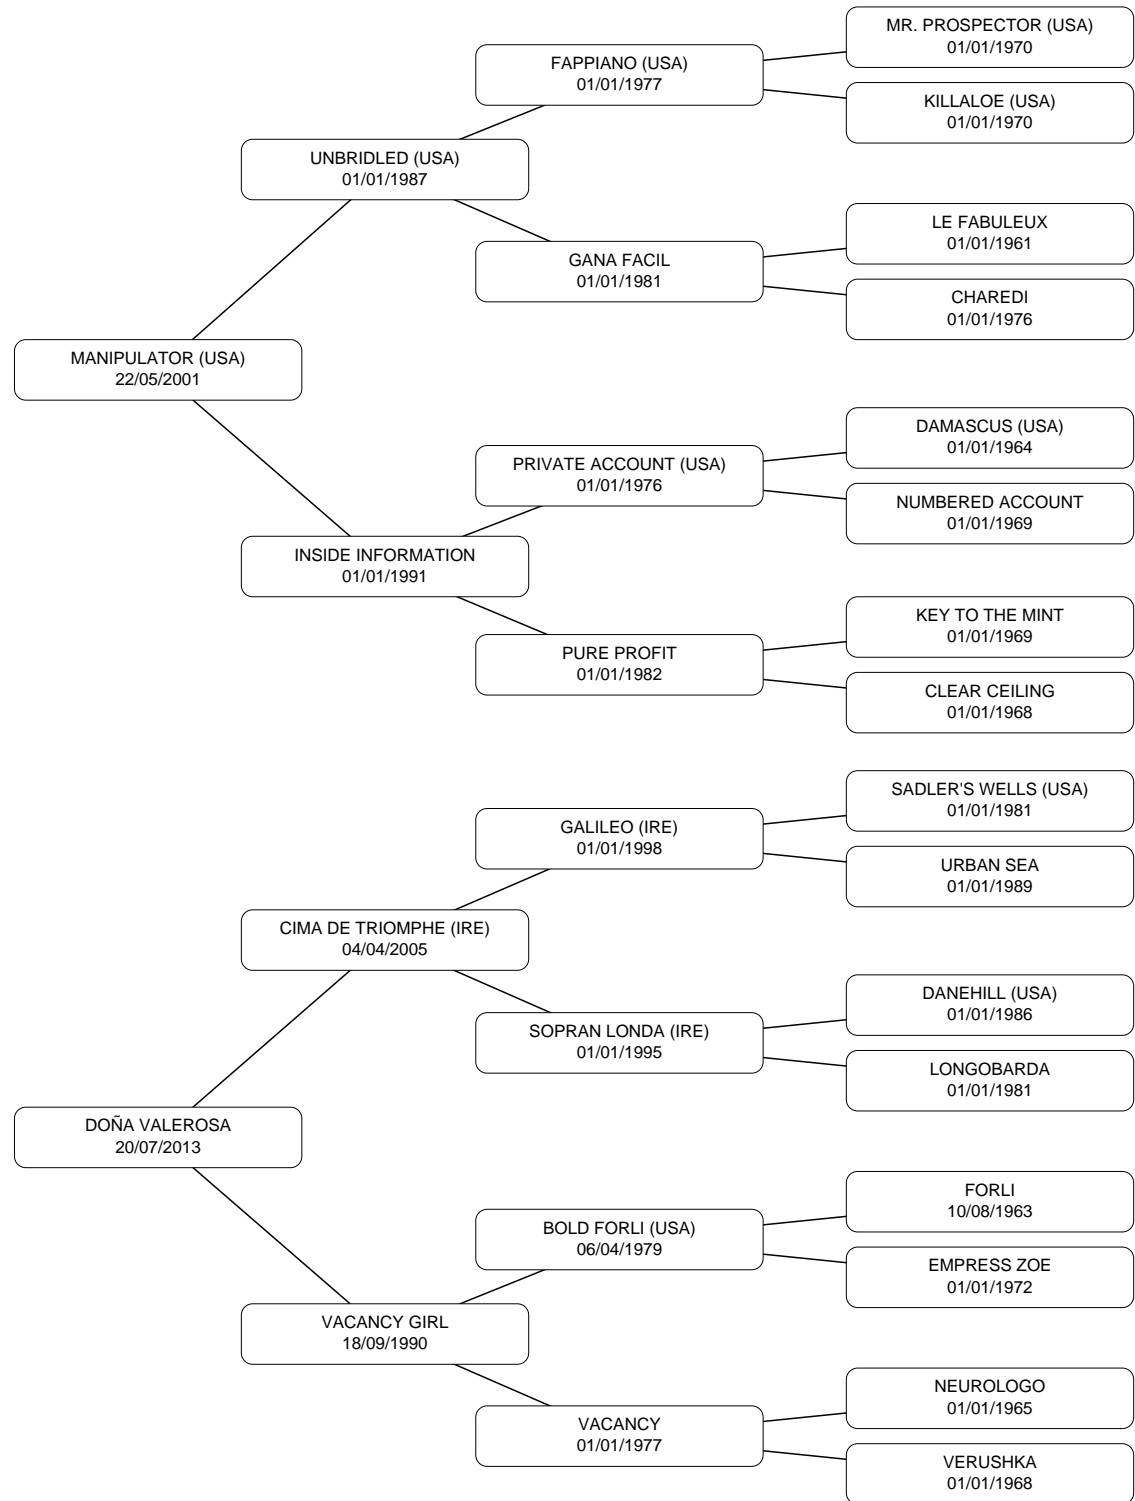 MR. PROSPECTOR (USA)
01/01/1970
FAPPIANO (USA)
01/01/1977
KILLALOE (USA)
01/01/1970
UNBRIDLED (USA)
01/01/1987
LE FABULEUX
01/01/1961
GANA FACIL
01/01/1981
CHAREDI
01/01/1976
MANIPULATOR (USA)
22/05/2001
DAMASCUS (USA)
01/01/1964
PRIVATE ACCOUNT (USA)
01/01/1976
NUMBERED ACCOUNT
01/01/1969
INSIDE INFORMATION
01/01/1991
KEY TO THE MINT
01/01/1969
PURE PROFIT
01/01/1982
CLEAR CEILING
01/01/1968
SADLER'S WELLS (USA)
01/01/1981
GALILEO (IRE)
01/01/1998
URBAN SEA
01/01/1989
CIMA DE TRIOMPHE (IRE)
04/04/2005
DANEHILL (USA)
01/01/1986
SOPRAN LONDA (IRE)
01/01/1995
LONGOBARDA
01/01/1981
DOÑA VALEROSA
20/07/2013
FORLI
10/08/1963
BOLD FORLI (USA)
06/04/1979
EMPRESS ZOE
01/01/1972
VACANCY GIRL
18/09/1990
NEUROLOGO
01/01/1965
VACANCY
01/01/1977
VERUSHKA
01/01/1968